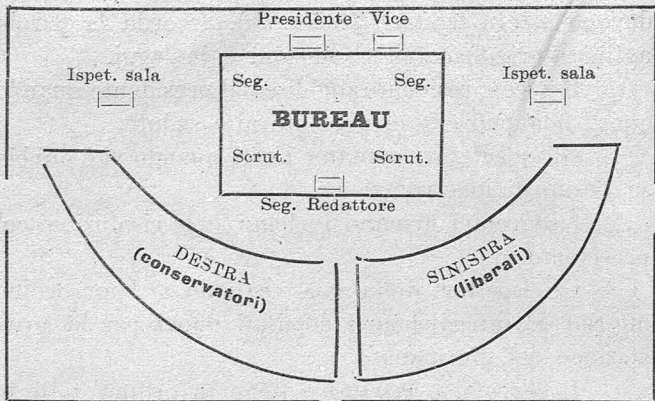 Presidente Vice
Ispet. sala
Ispet. sala
Seg. Seg.
BUREAU
Scrut. Scrut.
Seg. Redattore
DESTRA
(conservatori)
SINISTRA
(liberali)